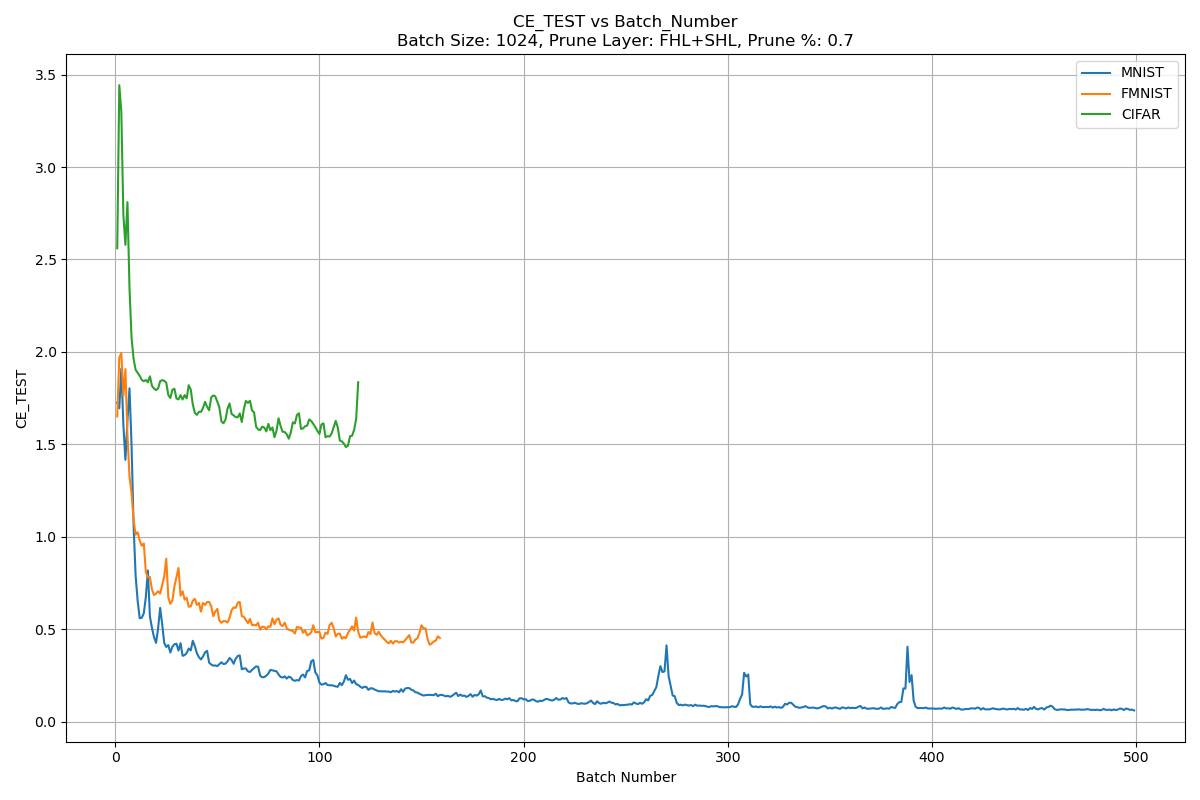 CE_TEST vs Batch_Number
Batch Size: 1024, Prune Layer: FHL+SHL, Prune %: 0.7
MNIST
FMNIST
CIFAR
CE_TEST
3.5
3.0
2.5
2.0
1.5
1.0
0.5
0.0
0 100 200 300 400 500
Batch Number